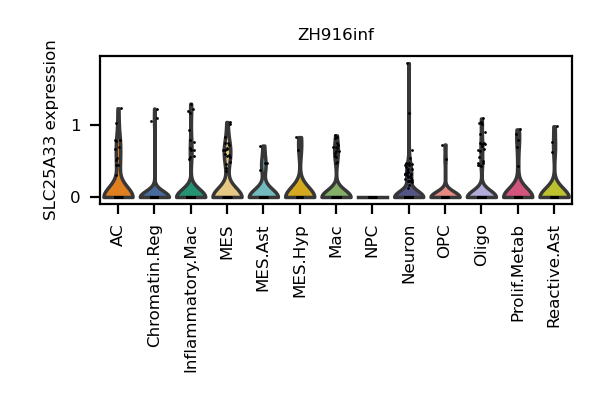 ZH916inf
SLC25A33 expression
1
0
AC
Chromatin.Reg
Inflammatory.Mac
MES
MES.Ast
MES.Hyp
Mac
NPC
Neuron
OPC
Oligo
Prolif.Metab
Reactive.Ast